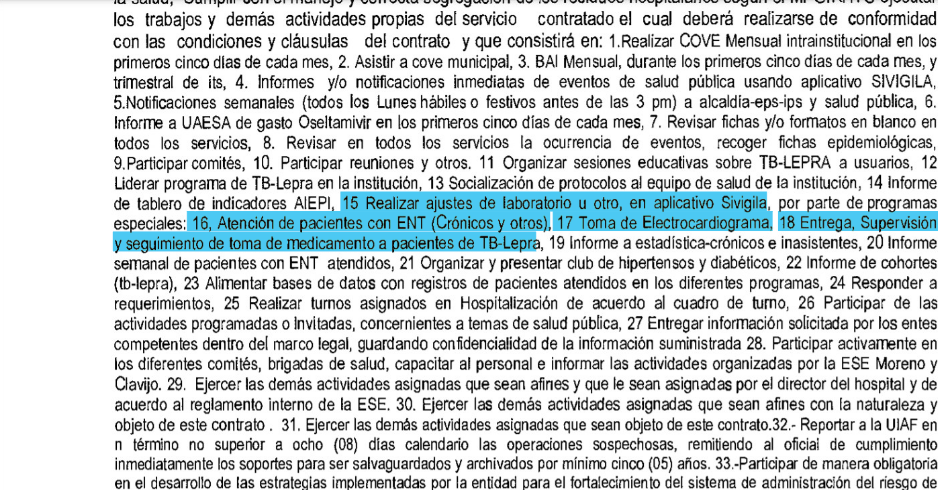 los trabajos y demás actividades propias del servicio contratado el cual deberá realizarse de conformidad
con las condiciones y cláusulas del contrato y que consistirá en: 1.Realizar COVE Mensual intrainstitucional en los
primeros cinco días de cada mes, 2. Asistir a cove municipal, 3. BAI Mensual, durante los primeros cinco días de cada mes, y
trimestral de its, 4. Informes y/o notificaciones inmediatas de eventos de salud pública usando aplicativo SIVIGILA,
5.Notificaciones semanales (todos los Lunes hábiles o festivos antes de las 3 pm) a alcaldía-eps-ips y salud pública, 6.
Informe a UAESA de gasto Oseltamivir en los primeros cinco días de cada mes, 7. Revisar fichas y/o formatos en blanco en
todos los servicios, 8. Revisar en todos los servicios la ocurrencia de eventos, recoger fichas epidemiológicas,
9.Participar comités, 10. Participar reuniones y otros. 11 Organizar sesiones educativas sobre TB-LEPRA a usuarios, 12
Liderar programa de TB-Lepra en la institución, 13 Socialización de protocolos al equipo de salud de la institución, 14 Informe
de tablero de indicadores AIEPI, 15 Realizar ajustes de laboratorio u otro, en aplicativo Sivigila, por parte de programas
especiales: 16, Atención de pacientes con ENT (Crónicos y otros), 17 Toma de Electrocardiograma, 18 Entrega, Supervisión
y seguimiento de toma de medicamento a pacientes de TB-Lepra, 19 informe a estadística-crónicos e inasistentes, 20 Informe
semanal de pacientes con ENT atendidos, 21 Organizar y presentar club de hipertensos y diabéticos, 22 Informe de cohortes
(tb-lepra), 23 Alimentar bases de datos con registros de pacientes atendidos en los diferentes programas, 24 Responder a
requerimientos, 25 Realizar turnos asignados en Hospitalización de acuerdo al cuadro de turno, 26 Participar de las
actividades programadas o Invitadas, concernientes a temas de salud pública, 27 Entregar información solicitada por los entes
competentes dentro del marco legal, guardando confidencialidad de la información suministrada 28. Participar activamente en
los diferentes comités, brigadas de salud, capacitar al personal e informar las actividades organizadas por la ESE Moreno y
Clavijo. 29. Ejercer las demás actividades asignadas que sean afines y que le sean asignadas por el director del hospital y de
acuerdo al reglamento interno de la ESE. 30. Ejercer las demás actividades asignadas que sean afines con la naturaleza y
objeto de este contrato . 31. Ejercer las demás actividades asignadas que sean objeto de este contrato.32.- Reportar a la UIAF en
n término no superior a ocho (08) días calendario las operaciones sospechosas, remitiendo al oficial de cumplimiento
inmediatamente los soportes para ser salvaguardados y archivados por mínimo cinco (05) años. 33.-Participar de manera obligatoria
en el desarrollo de las estrategias implementadas por la entidad para el fortalecimiento del sistema de administración del riesgo de